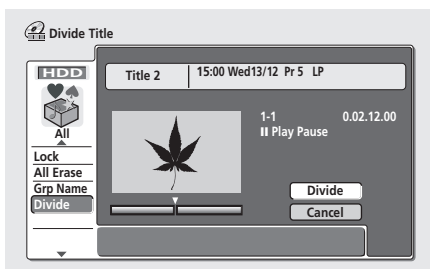 Divide Title
HDD
Title 2 15:00 Wed13/12 Pr 5 LP
1-1 0.02.12.00
Play Pause
All
Lock
All Erase
Grp Name
Divide
Divide
Cancel